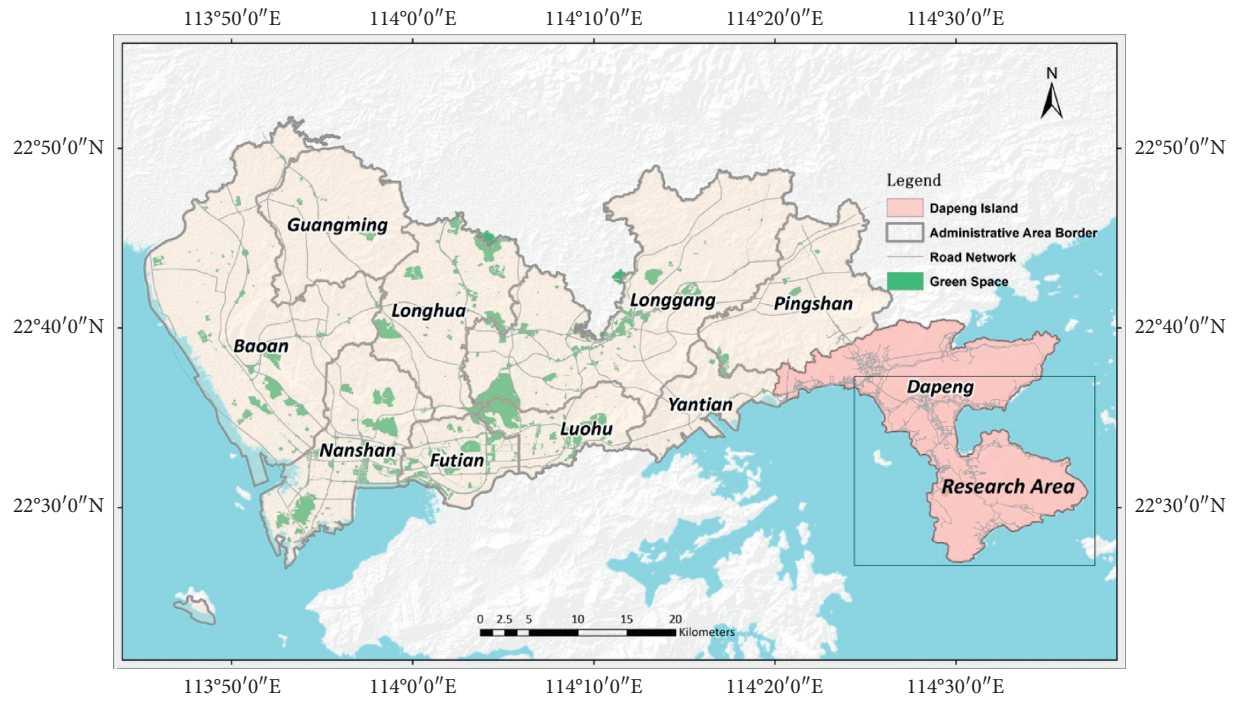 113°50′0″E 114°0′0″E 114°10′0″E 114°20′0″E 114°30′0″E
N
22°50′0″N 22°50′0″N
Legend
Dapeng Island
Administrative Area Border
Road Network
Green Space
Guangming
Longhua
Longgang
Pingshan
22°40′0″N 22°40′0″N
Baoan
Dapeng
Yantian
Luohu
Nanshan
Futian
Research Area
22°30′0″N 22°30′0″N
0 2.5 5 10 15 20
Kilometers
113°50′0″E 114°0′0″E 114°10′0″E 114°20′0″E 114°30′0″E